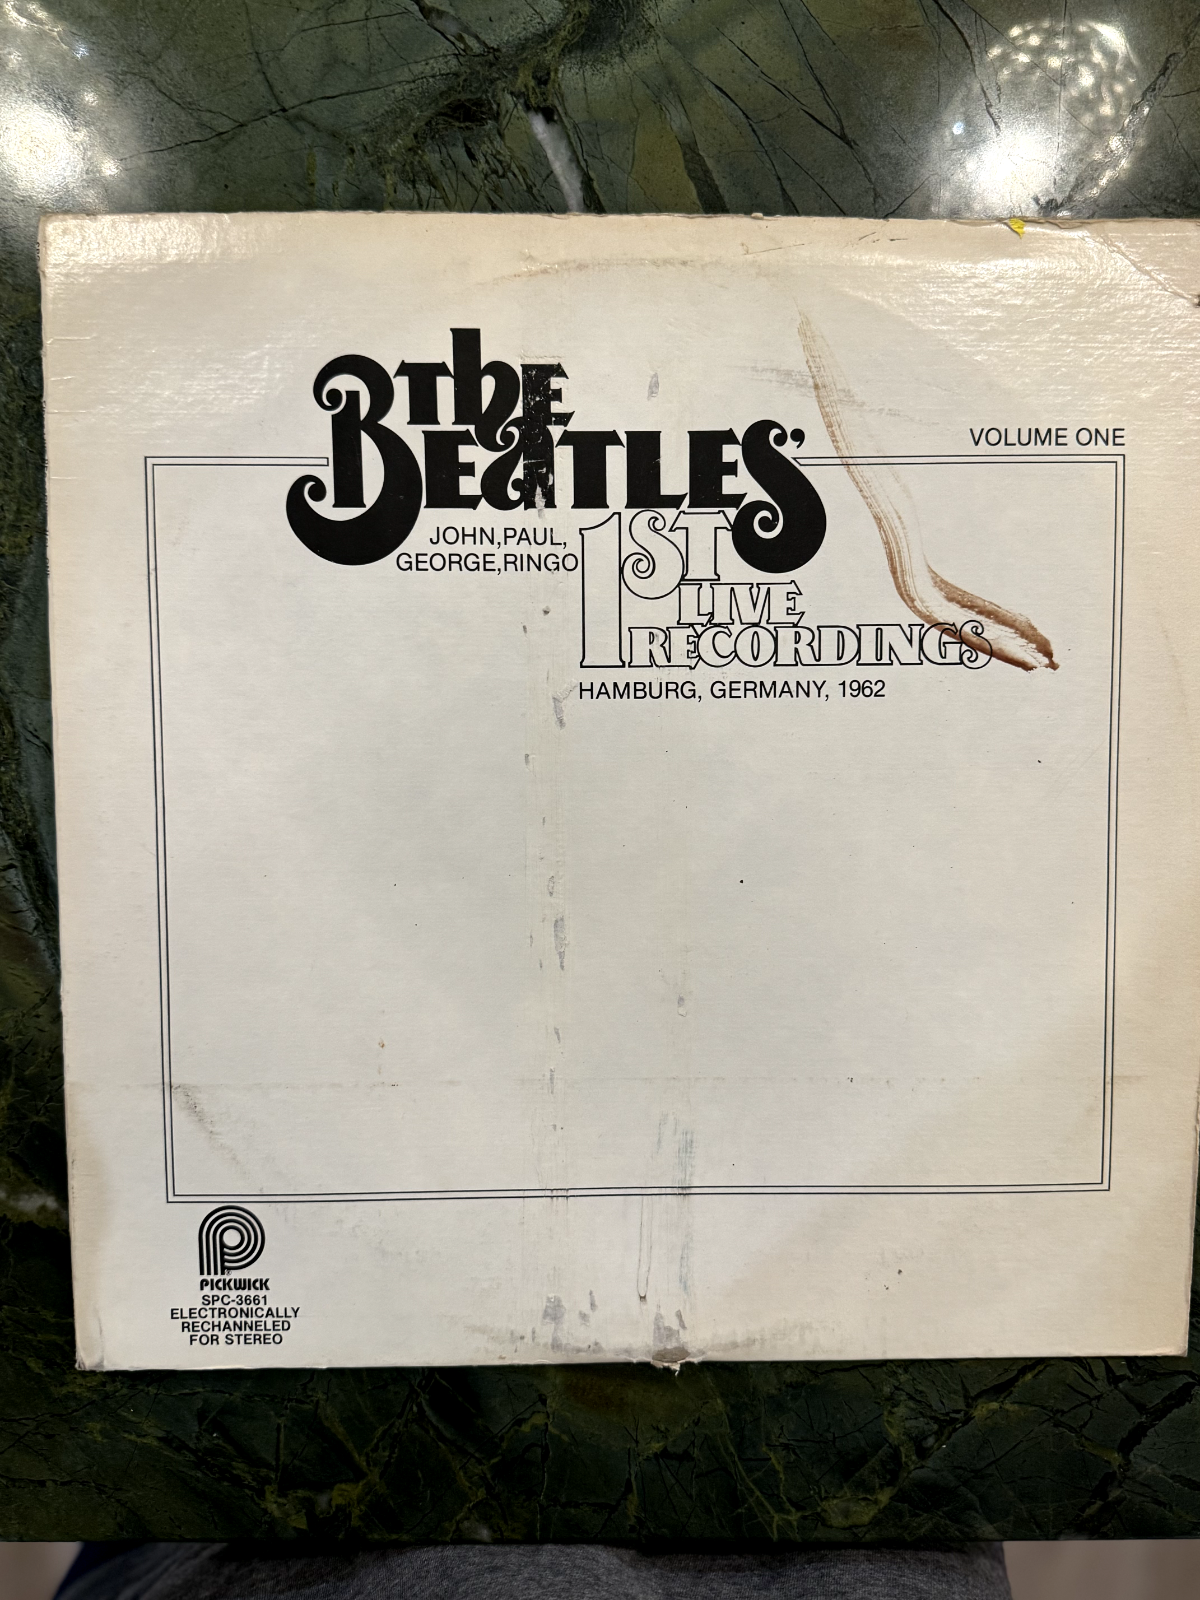 VOLUME ONE
the
BEATLES'
JOHN,PAUL,
GEORGE,RINGO
1ST
LIVE
RECORDINGS
HAMBURG, GERMANY, 1962
PICKWICK
SPC-3661
ELECTRONICALLY
RECHANNELED
FOR STEREO